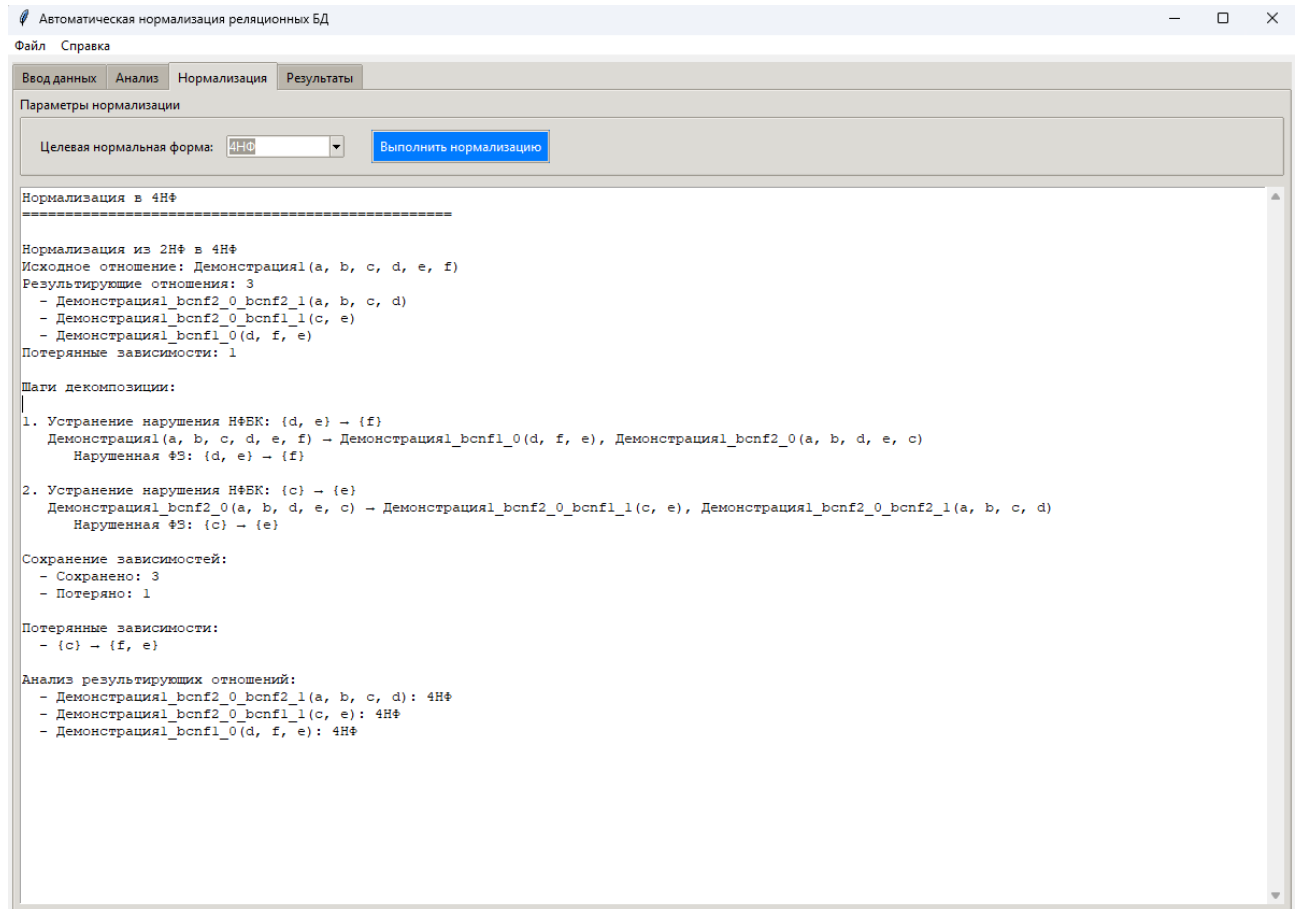 Автоматическая нормализация реляционных БД
Файл Справка
Ввод данных Анализ Нормализация Результаты
Параметры нормализации
Целевая нормальная форма: 4НФ Выполнить нормализацию
Нормализация в 4НФ
==================================================
Нормализация из 2НФ в 4НФ
Исходное отношение: Демонстрация1(a, b, c, d, e, f)
Результирующие отношения: 3
- Демонстрация1_bcnf2_0_bcnf2_1(a, b, c, d)
- Демонстрация1_bcnf2_0_bcnf1_1(c, e)
- Демонстрация1_bcnf1_0(d, f, e)
Потерянные зависимости: 1
Шаги декомпозиции:
1. Устранение нарушения НФБК: {d, e} → {f}
Демонстрация1(a, b, c, d, e, f) → Демонстрация1_bcnf1_0(d, f, e), Демонстрация1_bcnf2_0(a, b, d, e, c)
Нарушенная ФЗ: {d, e} → {f}
2. Устранение нарушения НФБК: {c} → {e}
Демонстрация1_bcnf2_0(a, b, d, e, c) → Демонстрация1_bcnf2_0_bcnf1_1(c, e), Демонстрация1_bcnf2_0_bcnf2_1(a, b, c, d)
Нарушенная ФЗ: {c} → {e}
Сохранение зависимостей:
- Сохранено: 3
- Потеряно: 1
Потерянные зависимости:
- {c} → {f, e}
Анализ результирующих отношений:
- Демонстрация1_bcnf2_0_bcnf2_1(a, b, c, d): 4НФ
- Демонстрация1_bcnf2_0_bcnf1_1(c, e): 4НФ
- Демонстрация1_bcnf1_0(d, f, e): 4НФ